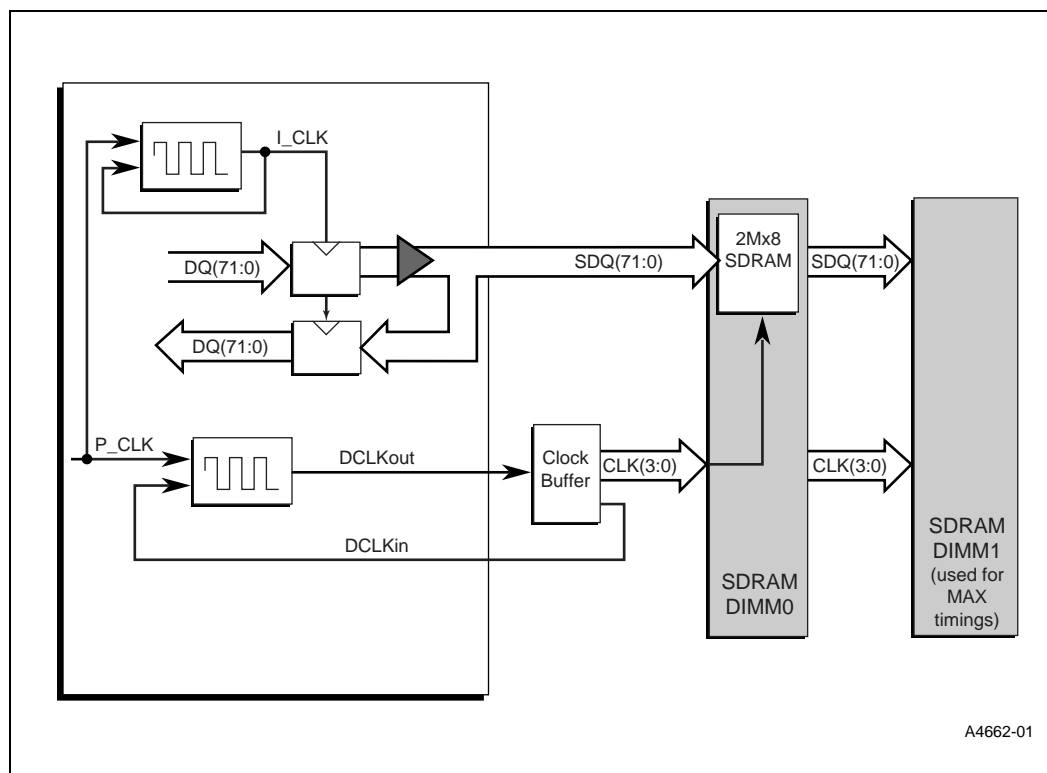 I_CLK
DQ(71:0)
SDQ(71:0)
2Mx8
SDRAM
SDQ(71:0)
DQ(71:0)
P_CLK
DCLKout
Clock
Buffer
CLK(3:0)
CLK(3:0)
DCLKin
SDRAM
DIMM0
SDRAM
DIMM1
(used for
MAX
timings)
A4662-01